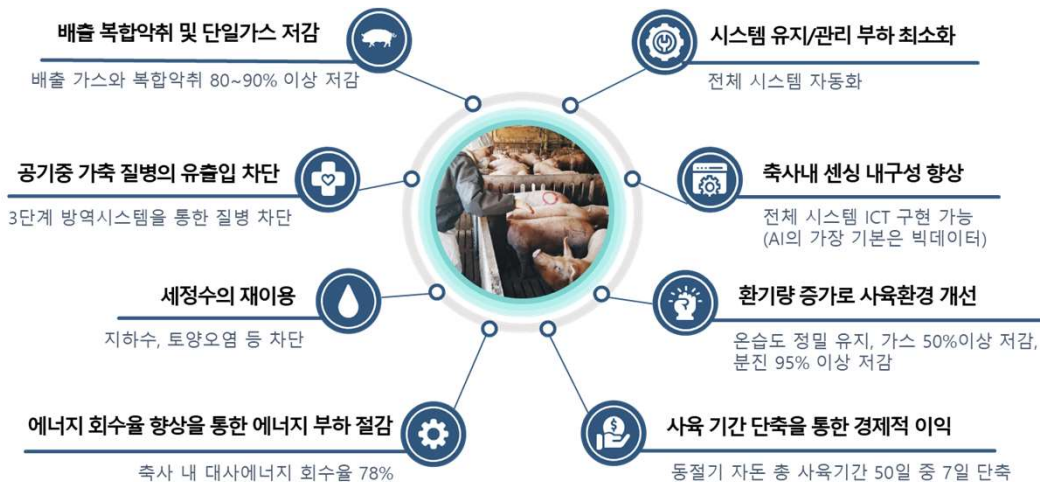 배출 복합악취 및 단일가스 저감
배출 가스와 복합악취 80~90% 이상 저감
공기중 가축 질병의 유출입 차단
3단계 방역시스템을 통한 질병 차단
세정수의 재이용
지하수, 토양오염 등 차단
에너지 회수율 향상을 통한 에너지 부하 절감
축사 내 대사에너지 회수율 78%
시스템 유지/관리 부하 최소화
전체 시스템 자동화
축사내 센싱 내구성 향상
전체 시스템 ICT 구현 가능
(AI의 가장 기본은 빅데이터)
환기량 증가로 사육환경 개선
온습도 정밀 유지, 가스 50%이상 저감,
분진 95% 이상 저감
사육 기간 단축을 통한 경제적 이익
동절기 자돈 총 사육기간 50일 중 7일 단축